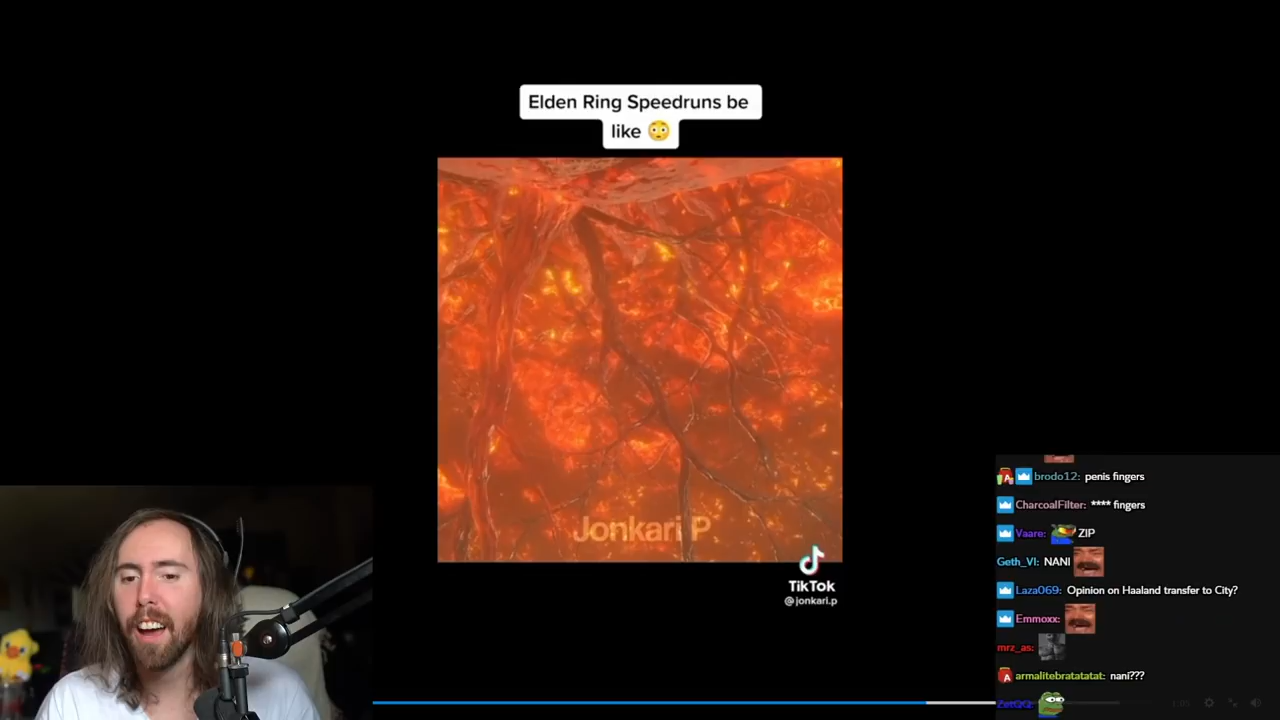 Elden Ring Speedruns be
like 😳
Jonkari P
TikTok
@jonkari.p
brodo12: penis fingers
CharcoalFilter: **** fingers
Vaare: ZIP
Geth_VI: NANI
Laza069: Opinion on Haaland transfer to City?
Emmoxx:
mrz_as:
armalitebratatatat: nani???